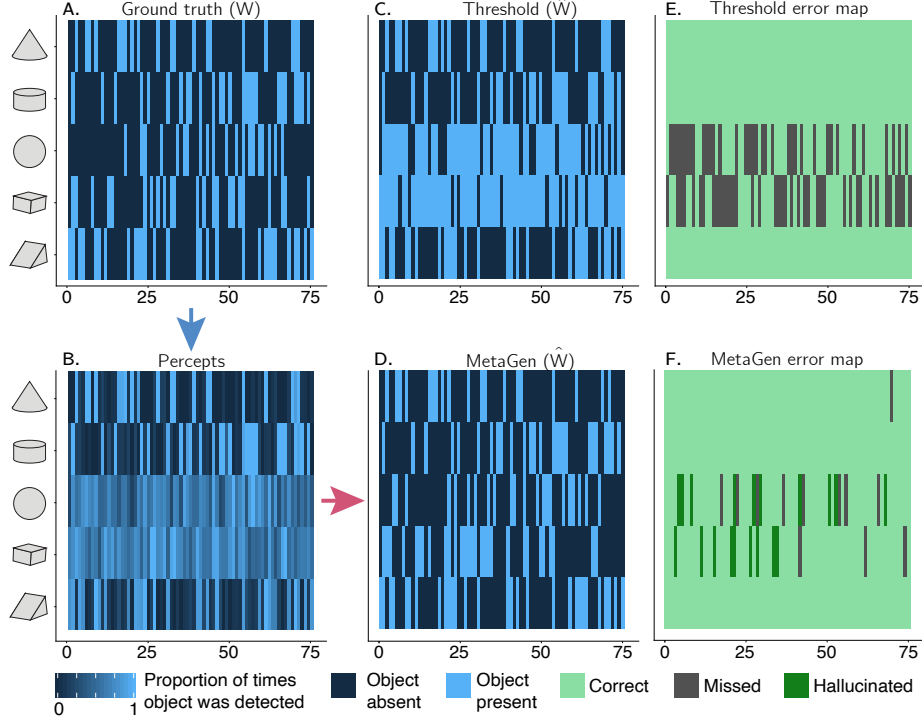 A. Ground truth (W)
C. Threshold (Ŵ)
E. Threshold error map
0 25 50 75
0 25 50 75
0 25 50 75
B. Percepts
D. MetaGen (Ŵ)
F. MetaGen error map
0 25 50 75
0 25 50 75
0 25 50 75
0 1
Proportion of times
object was detected
Object
absent
Object
present
Correct
Missed
Hallucinated